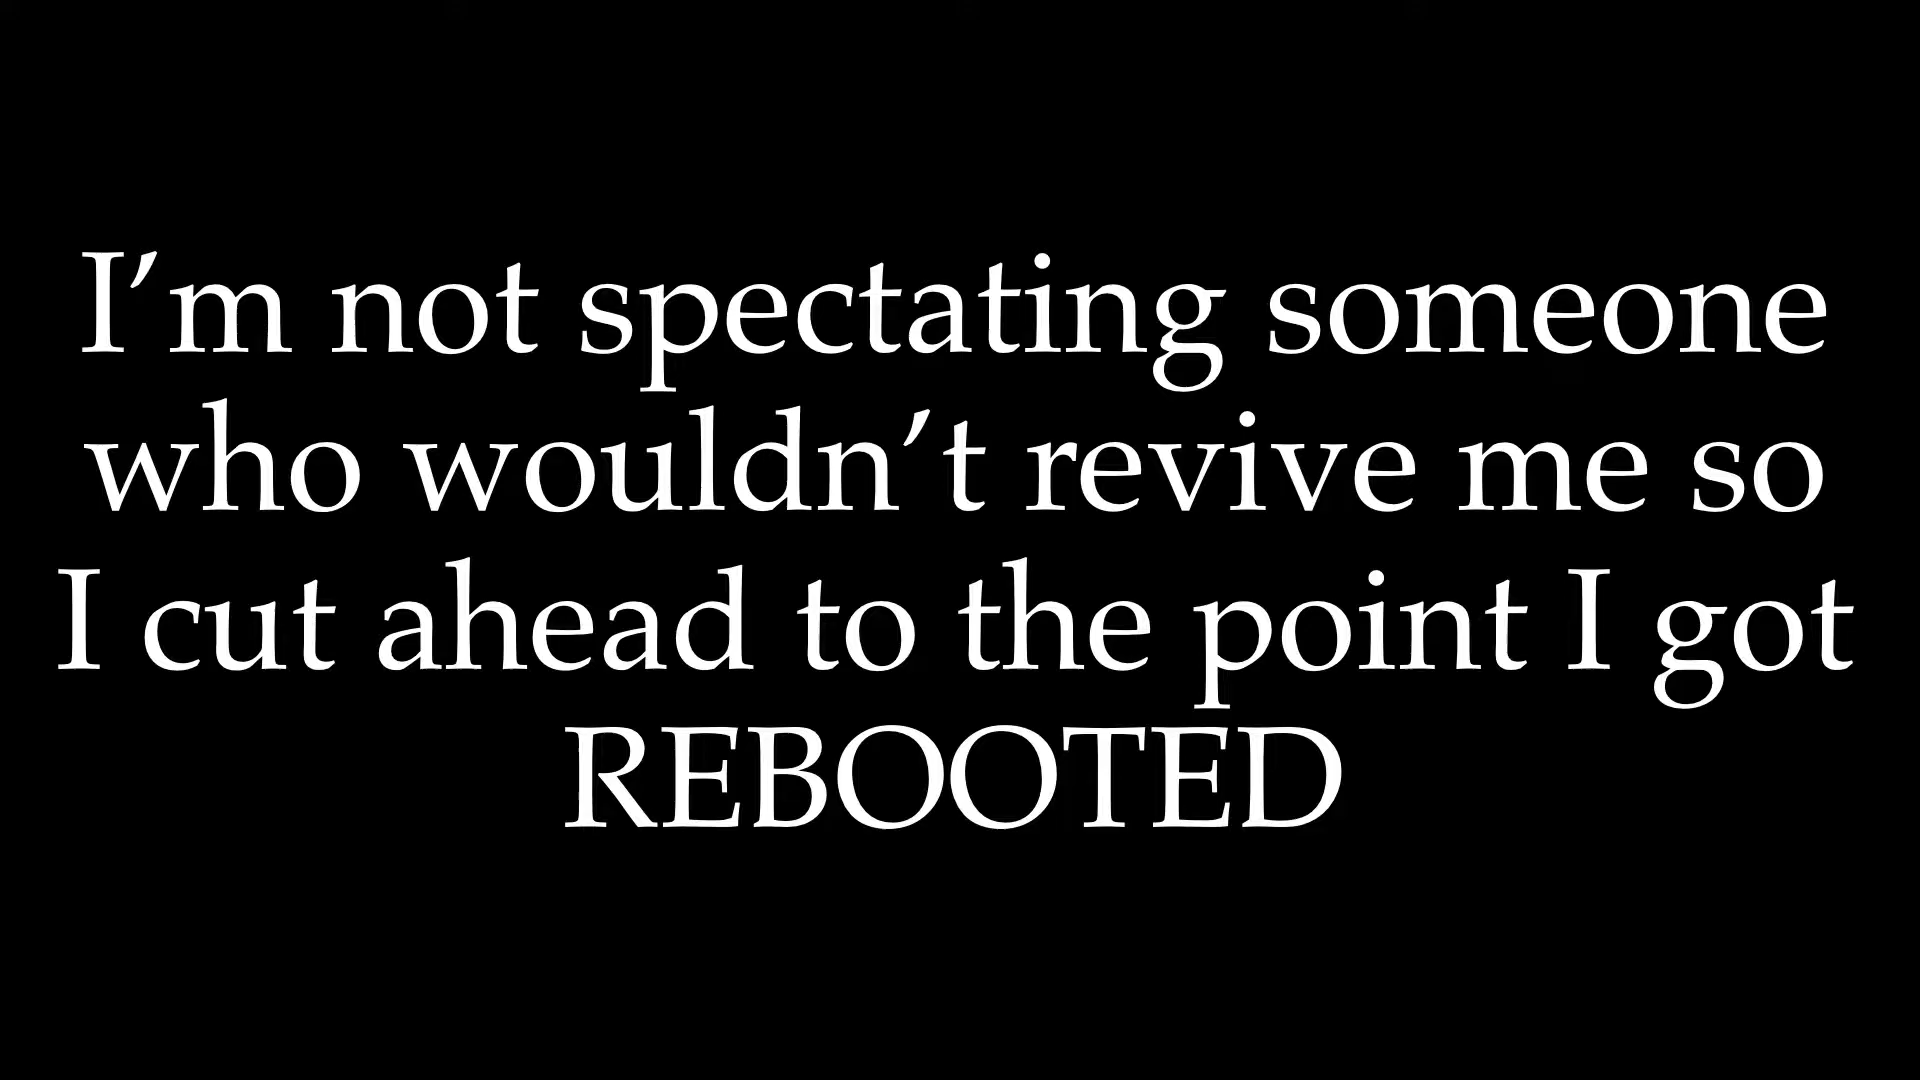 I’m not spectating someone
who wouldn’t revive me so
I cut ahead to the point I got
REBOOTED